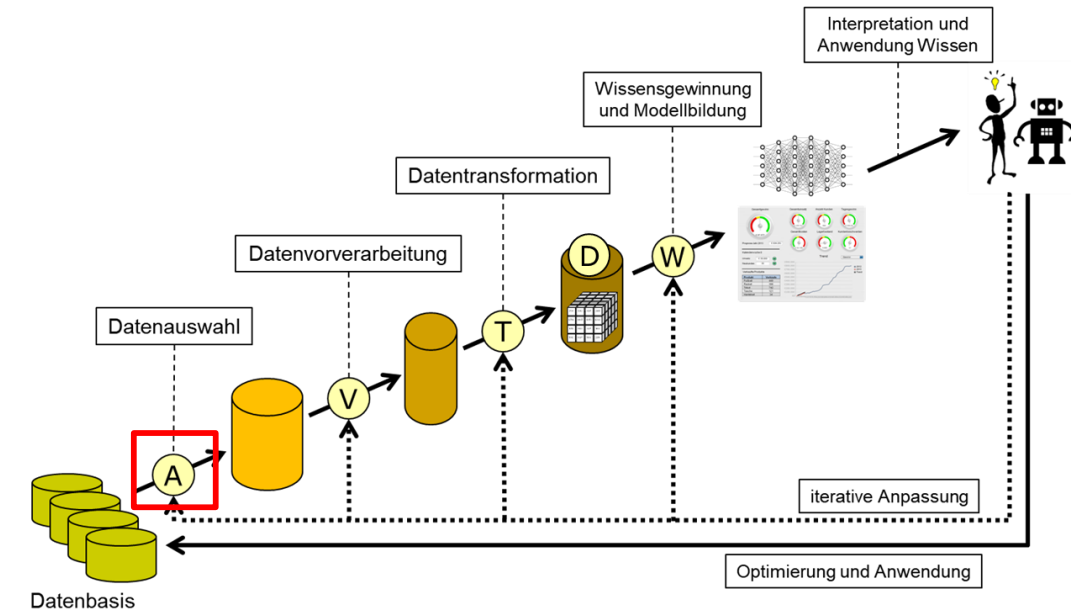 Interpretation und
Anwendung Wissen
Wissensgewinnung
und Modellbildung
Datentransformation
Datenvorverarbeitung
Datenauswahl
D
W
T
V
A
iterative Anpassung
Optimierung und Anwendung
Datenbasis